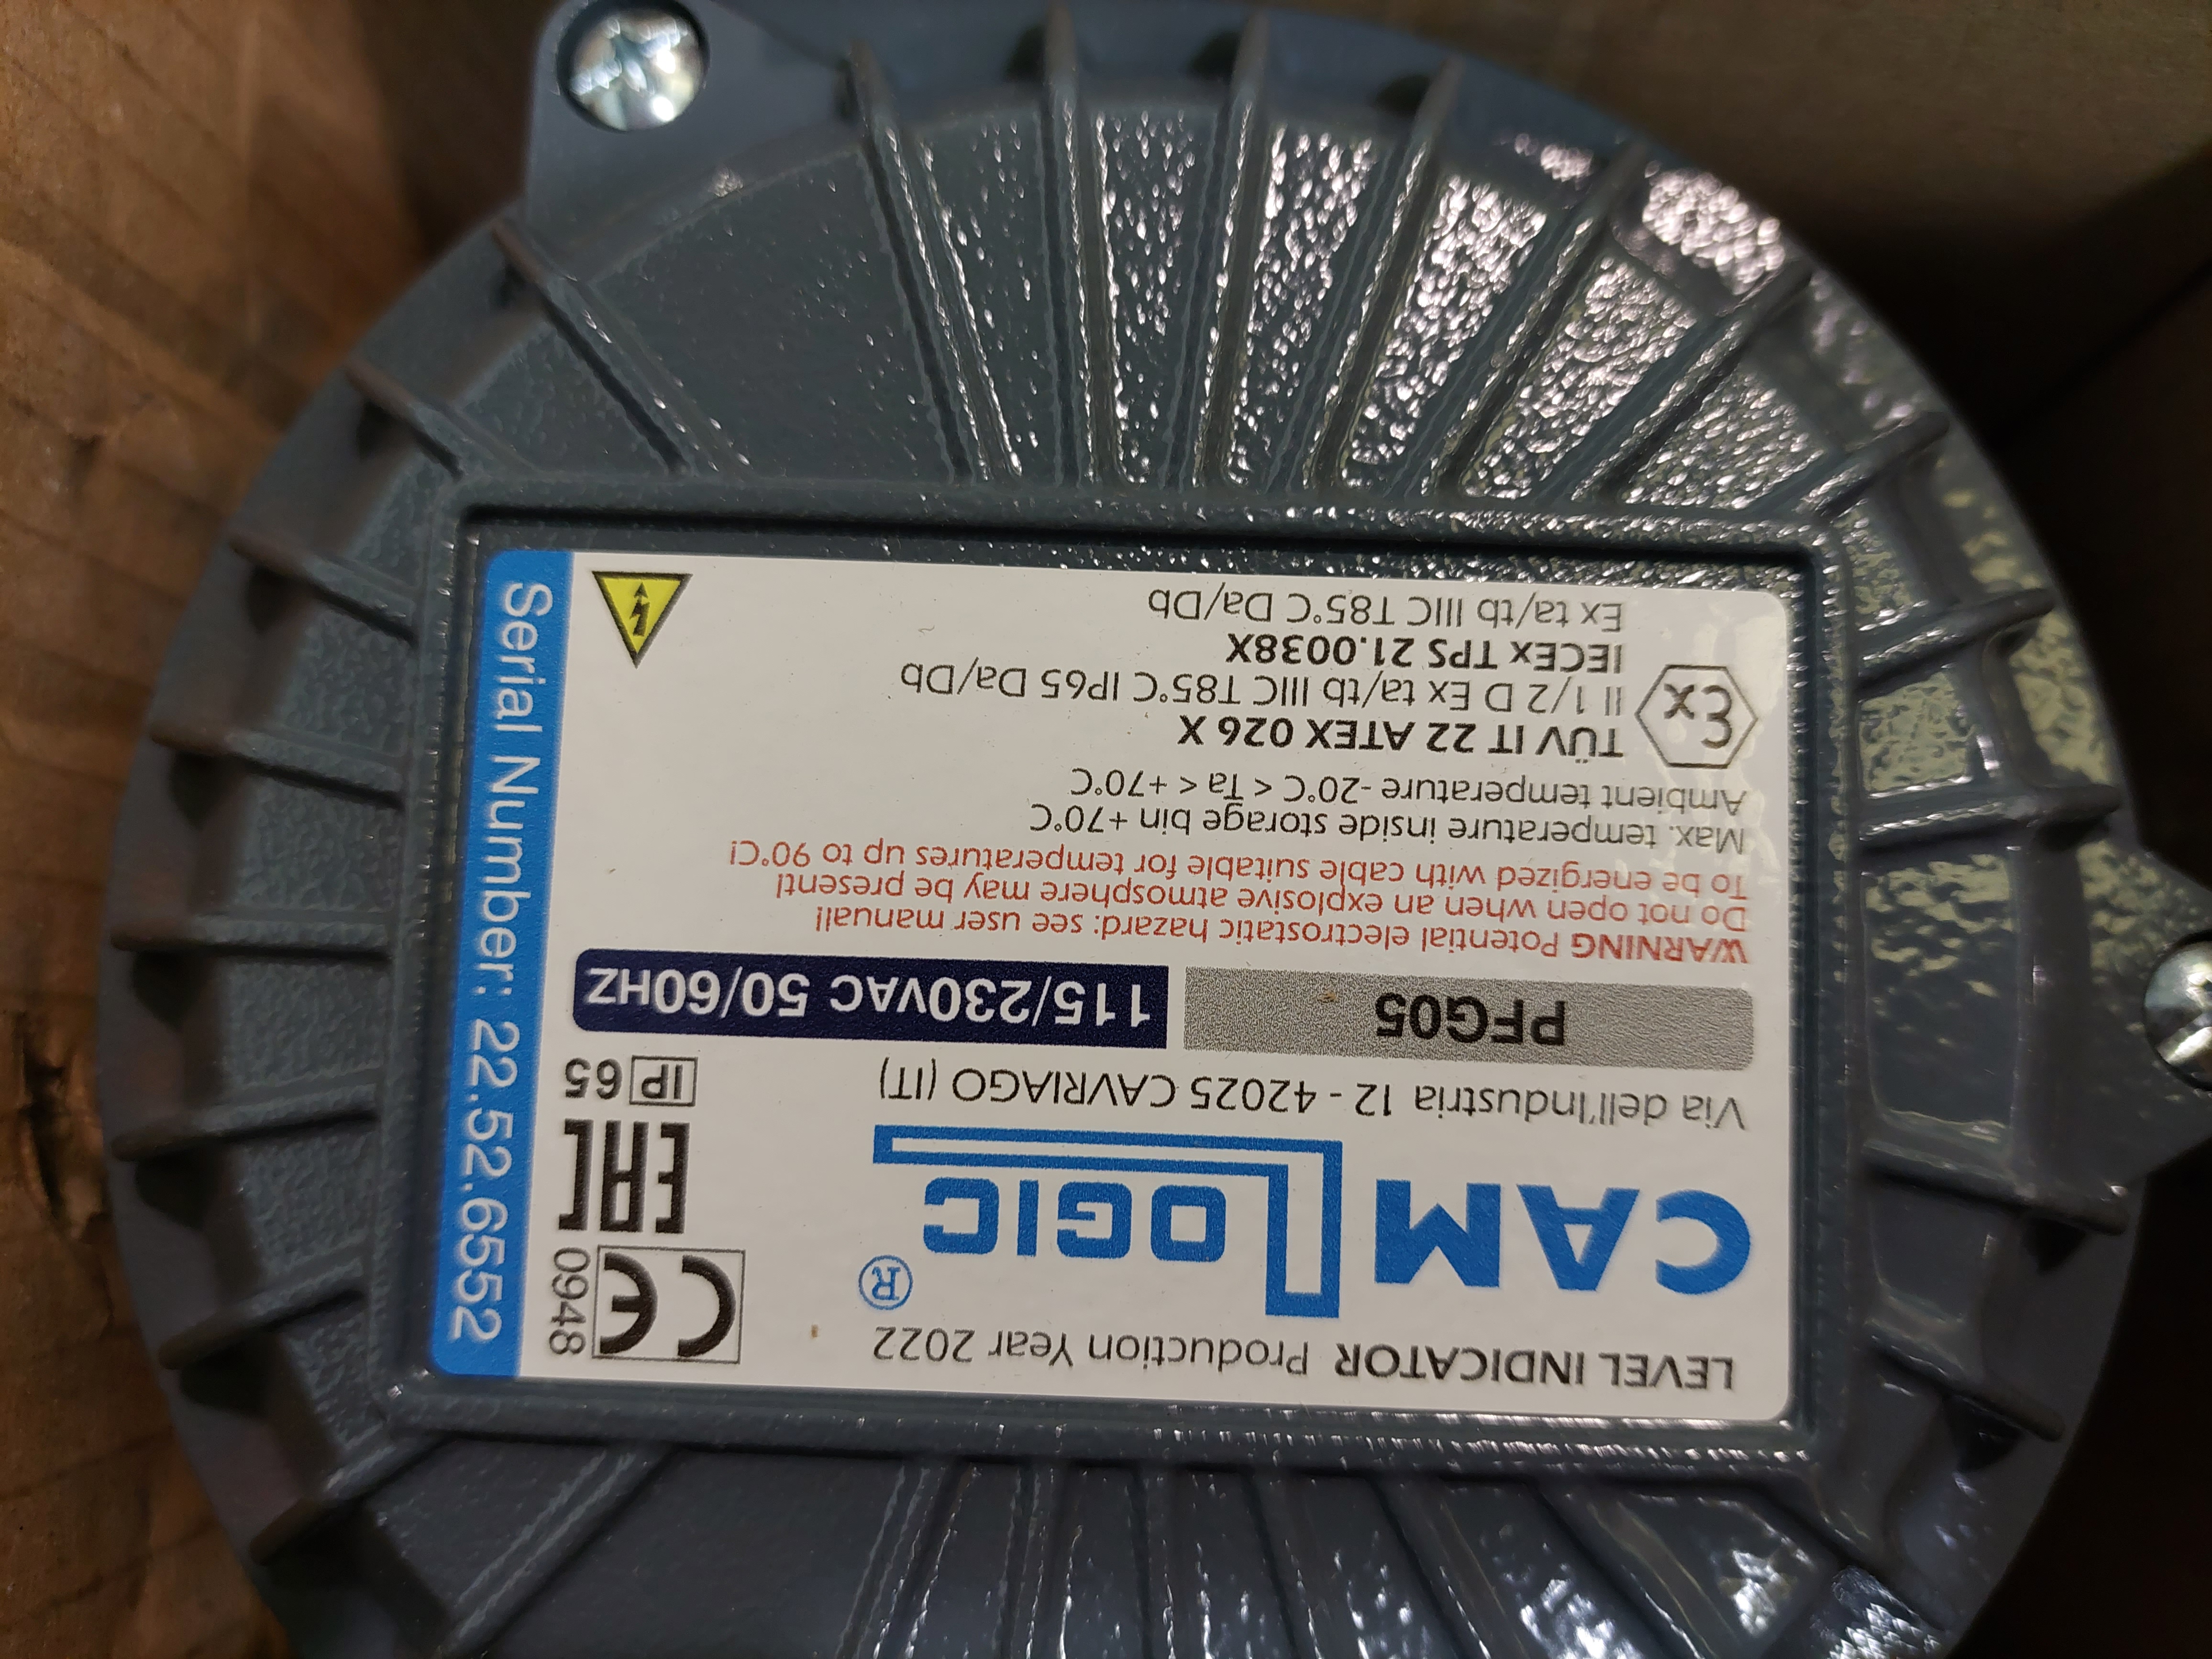 LEVEL INDICATOR Production Year 2022
CAMLOGIC®
CE 0948
EAC
Via dell'Industria 12 - 42025 CAVRIAGO (IT)
IP 65
PFG05
115/230VAC 50/60HZ
WARNING Potential electrostatic hazard: see user manual!
Do not open when an explosive atmosphere may be present!
To be energized with cable suitable for temperatures up to 90°C!
Max. temperature inside storage bin +70°C
Ambient temperature -20°C < Ta < +70°C
Ex
TÜV IT 22 ATEX 026 X
II 1/2 D Ex ta/tb IIIC T85°C IP65 Da/Db
IECEx TPS 21.0038X
Ex ta/tb IIIC T85°C Da/Db
Serial Number: 22.52.6552